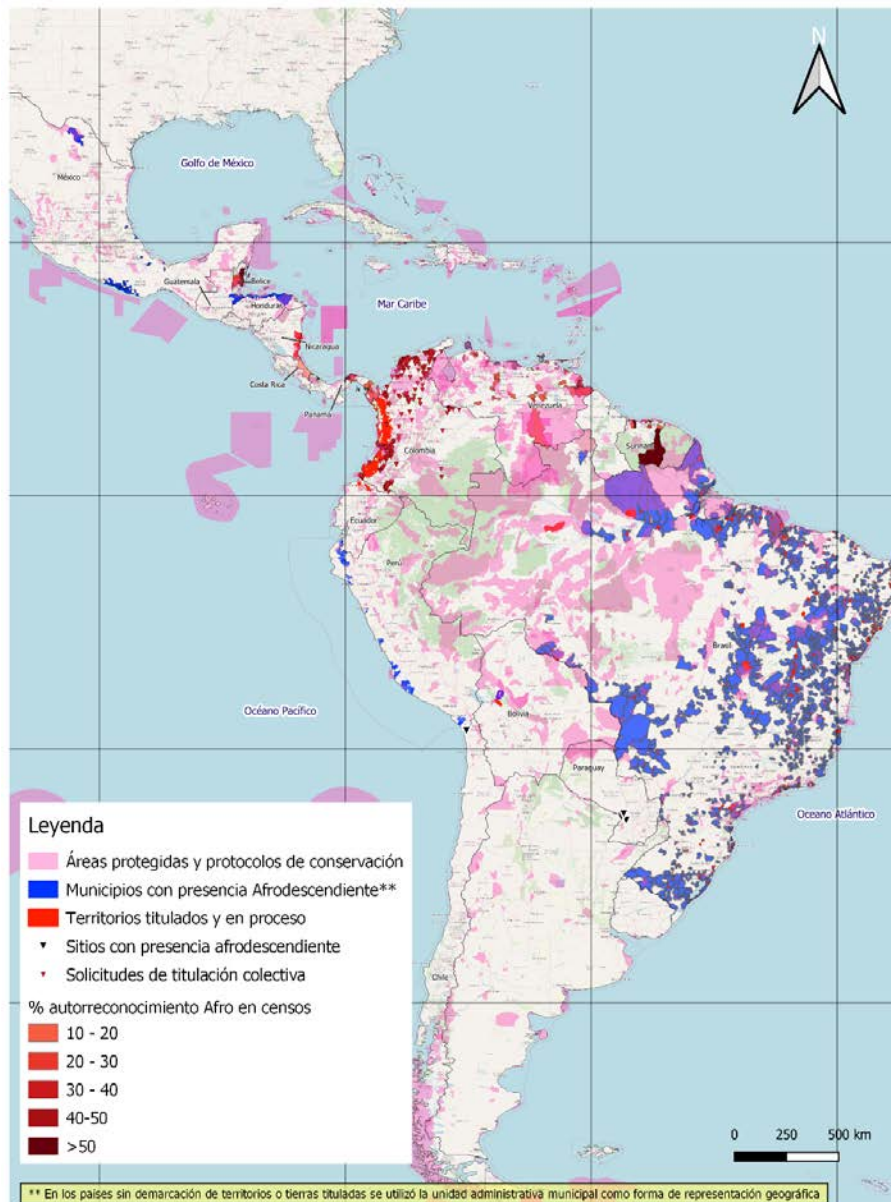 N
Golfo de México
México
Guatemala
Belice
Honduras
Mar Caribe
Nicaragua
Costa Rica
Panamá
Venezuela
Colombia
Surinam
Ecuador
Perú
Brasil
Océano Pacífico
Bolivia
Paraguay
Oceano Atlántico
Chile
Leyenda
Áreas protegidas y protocolos de conservación
Municipios con presencia Afrodescendiente**
Territorios titulados y en proceso
Sitios con presencia afrodescendiente
Solicitudes de titulación colectiva
% autorreconocimiento Afro en censos
10 - 20
20 - 30
30 - 40
40-50
>50
0 250 500 km
** En los países sin demarcación de territorios o tierras tituladas se utilizó la unidad administrativa municipal como forma de representación geográfica